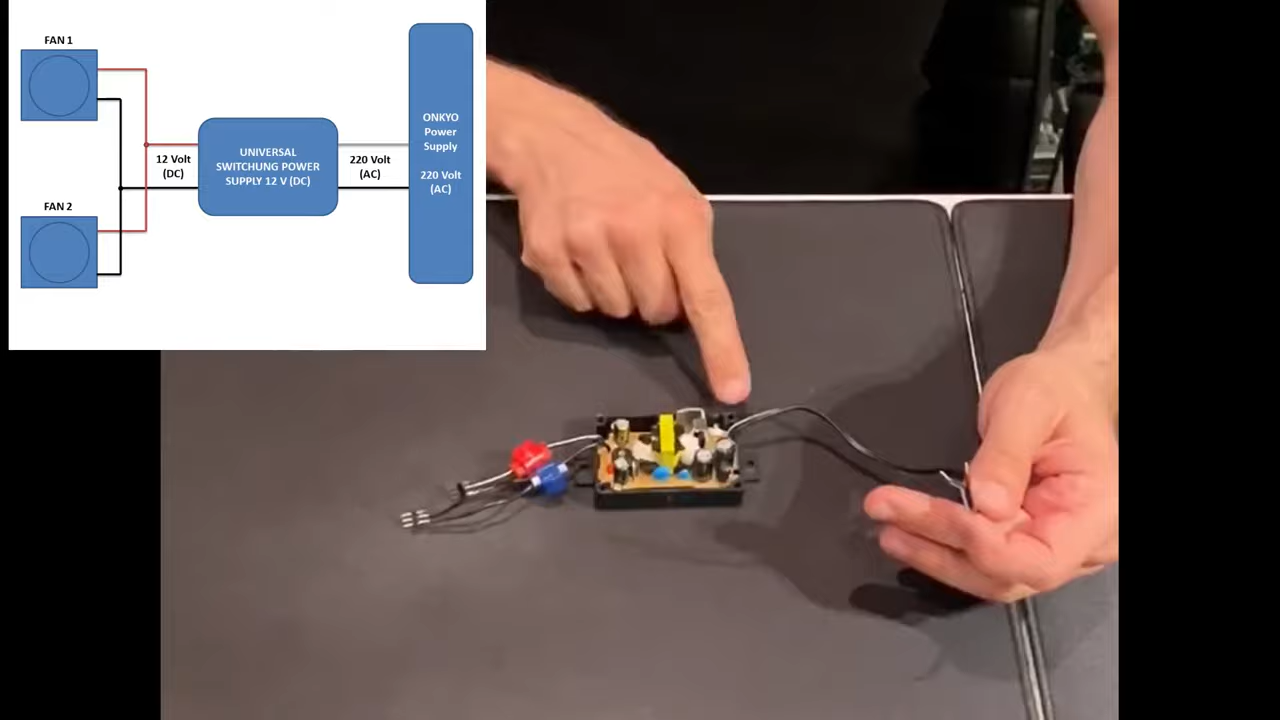 FAN 1
FAN 2
12 Volt
(DC)
UNIVERSAL
SWITCHUNG POWER
SUPPLY 12 V (DC)
220 Volt
(AC)
ONKYO
Power
Supply
220 Volt
(AC)